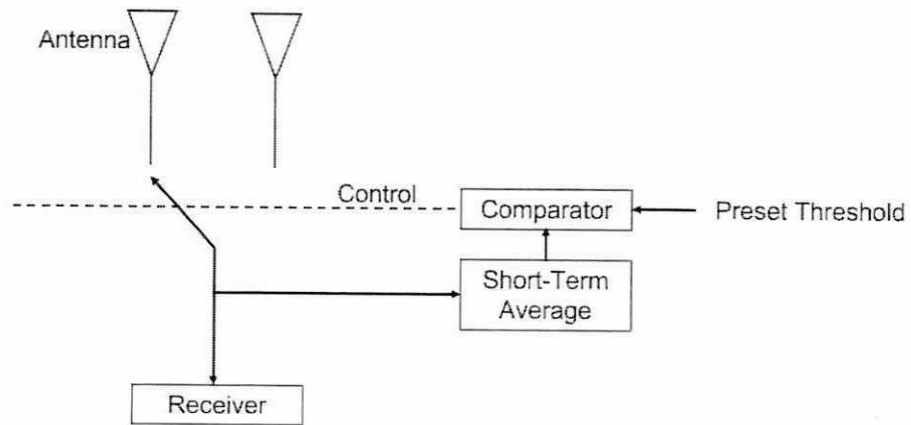 Antenna
Control
Comparator
Preset Threshold
Short-Term
Average
Receiver